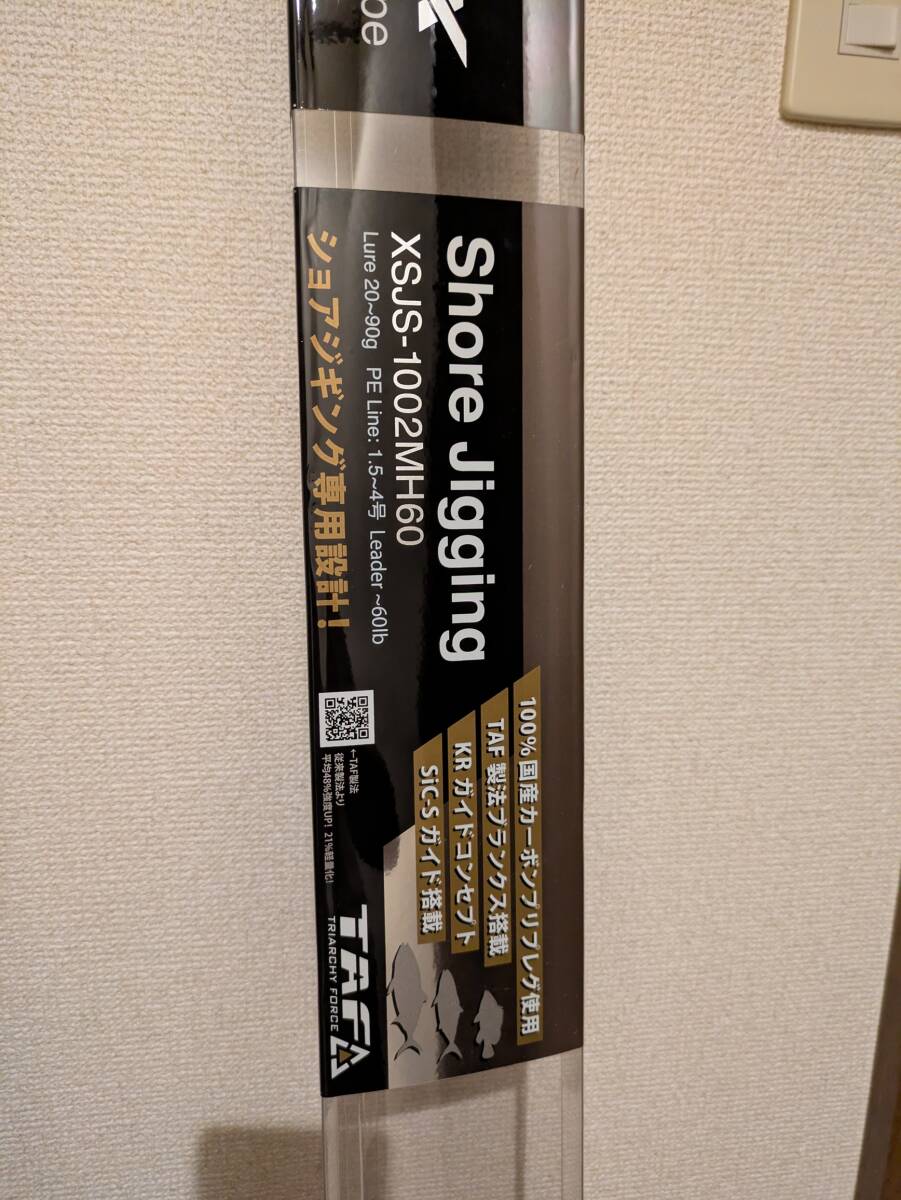 Shore Jigging
XSJS-1002MH60
Lure 20~90g PE Line: 1.5~4号 Leader ~60lb
ショアジギング専用設計!
100%国産カーボンプリプレグ使用
TAF製法ブランクス搭載
KRガイドコンセプト
SiC-Sガイド搭載
←TAF製法
従来製法より
平均48%強度UP! 21%軽量化!
TAF
TRIARCHY FORCE